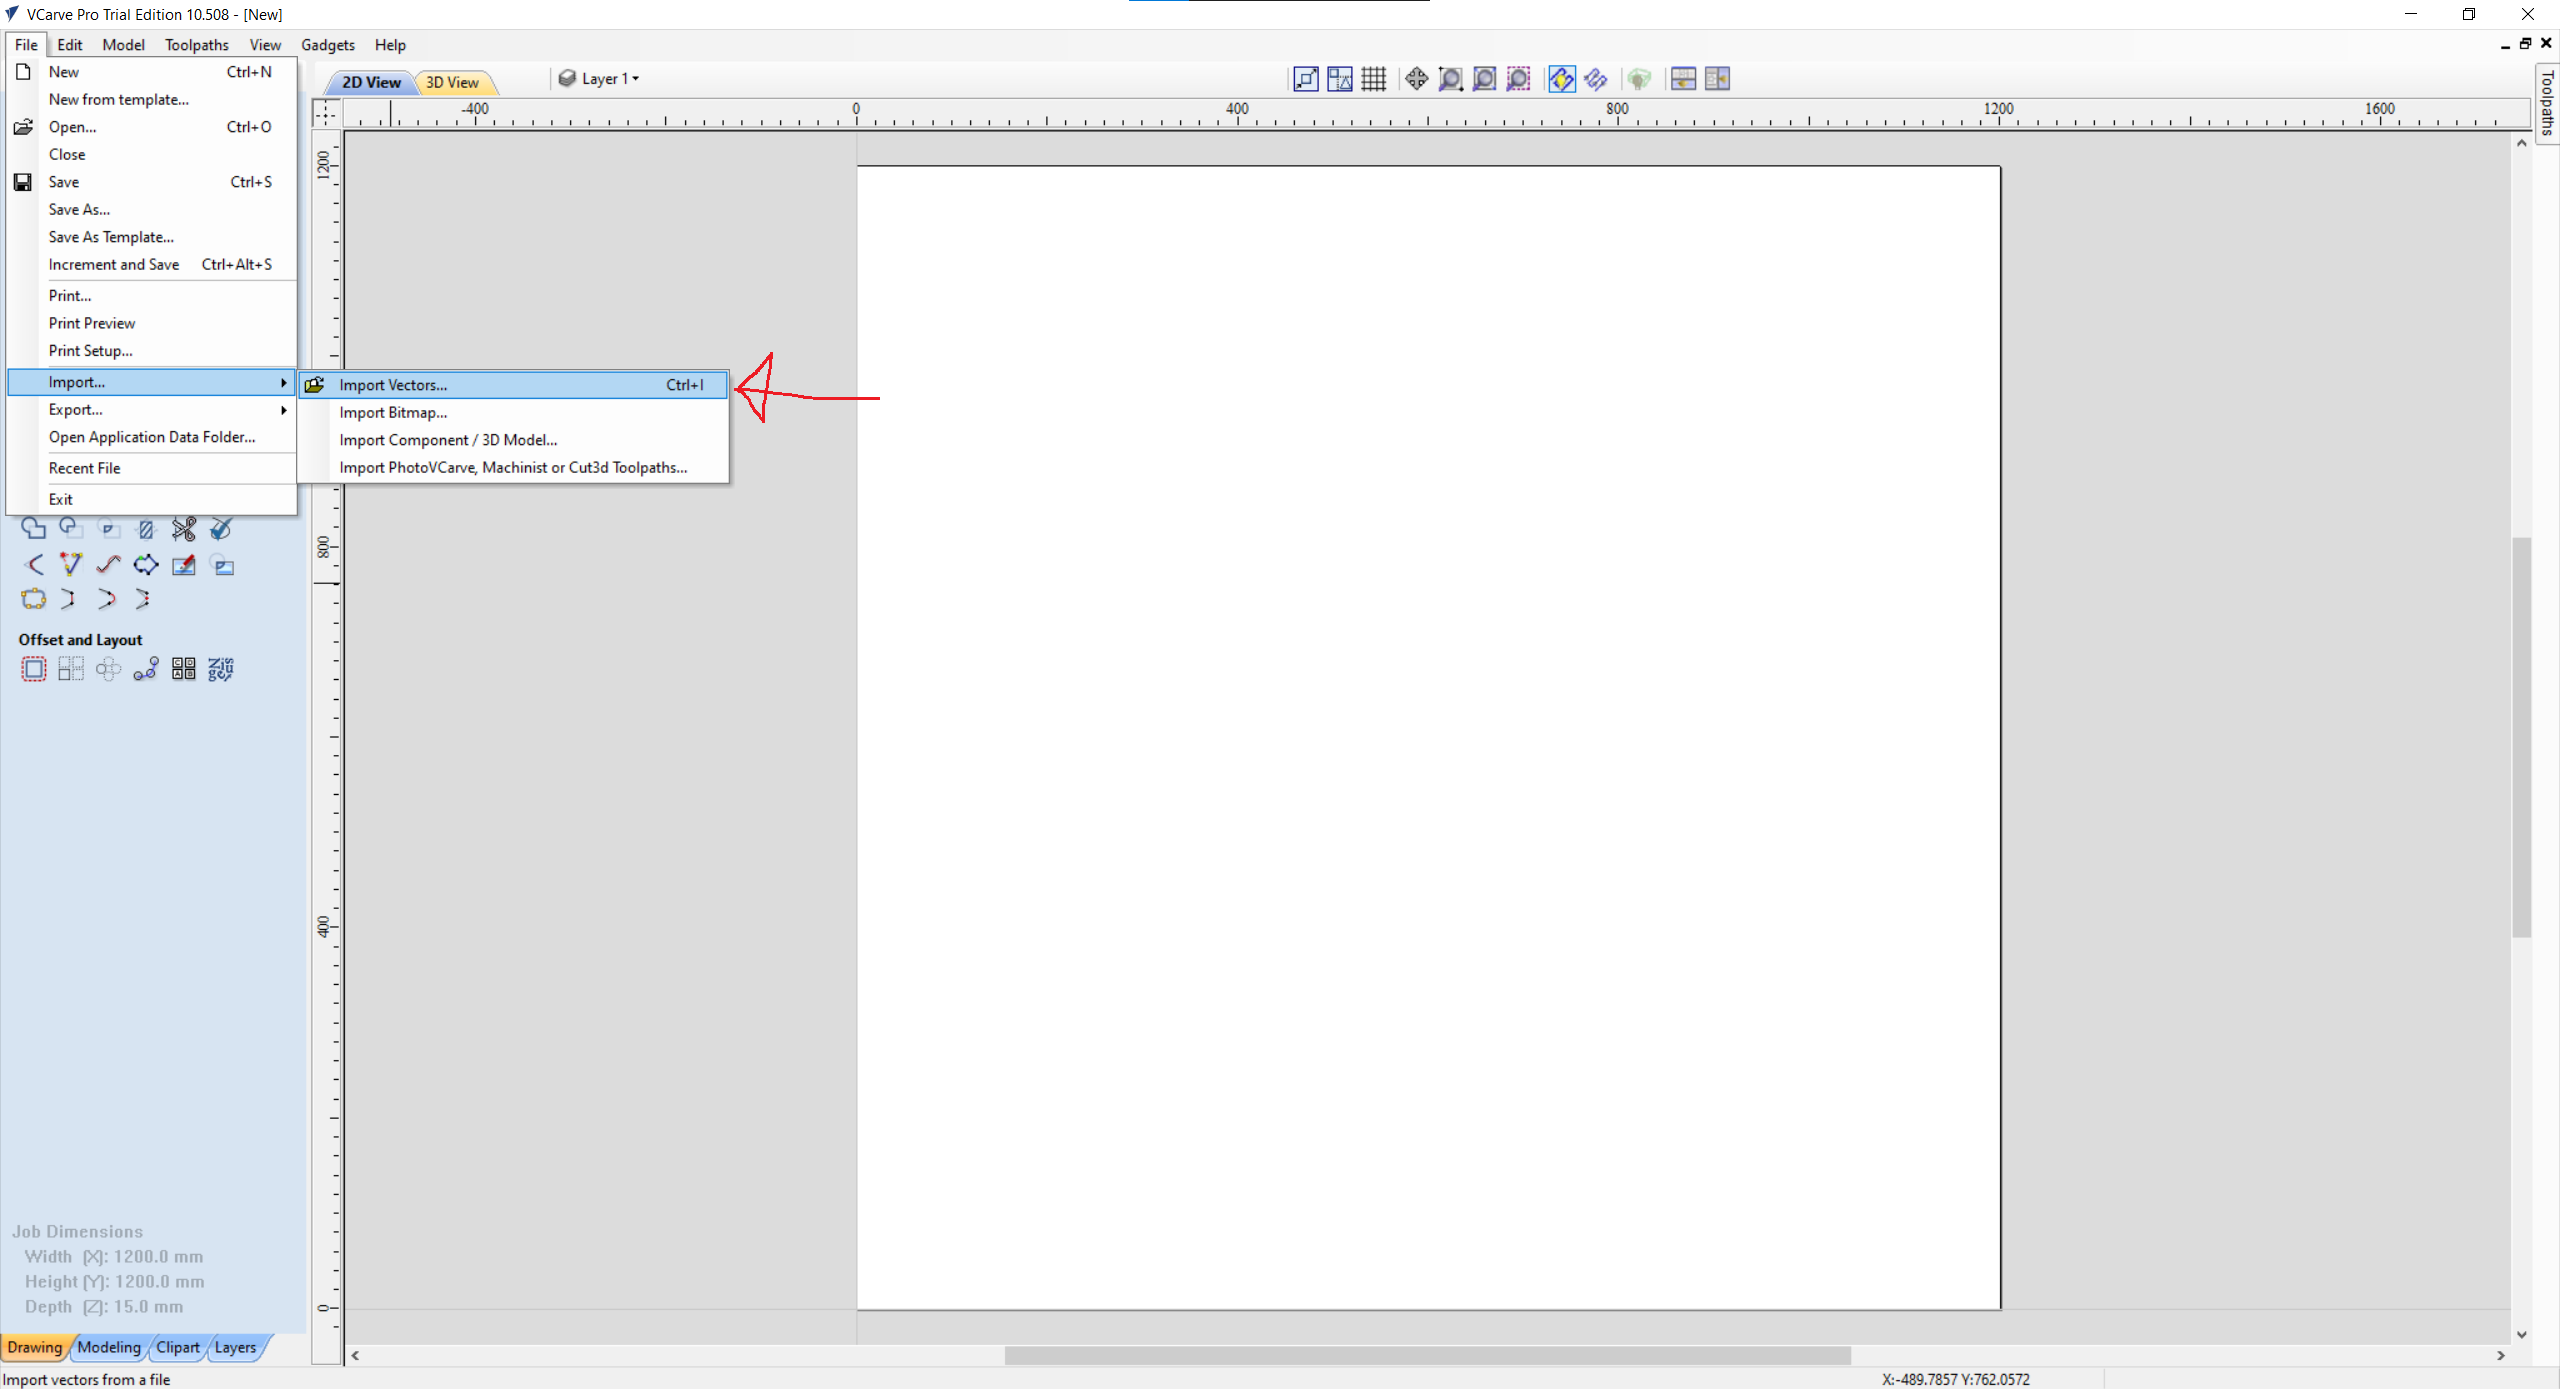 VCarve Pro Trial Edition 10.508 - [New]
File Edit Model Toolpaths View Gadgets Help
New Ctrl+N
New from template...
Open... Ctrl+O
Close
Save Ctrl+S
Save As...
Save As Template...
Increment and Save Ctrl+Alt+S
Print...
Print Preview
Print Setup...
Import...
Export...
Open Application Data Folder...
Recent File
Exit
Import Vectors... Ctrl+I
Import Bitmap...
Import Component / 3D Model...
Import PhotoVCarve, Machinist or Cut3d Toolpaths...
2D View 3D View Layer 1
Toolpaths
-400 0 400 800 1200 1600
1200
800
400
0
Offset and Layout
Job Dimensions
Width (X): 1200.0 mm
Height (Y): 1200.0 mm
Depth (Z): 15.0 mm
Drawing Modeling Clipart Layers
Import vectors from a file
X:-489.7857 Y:762.0572